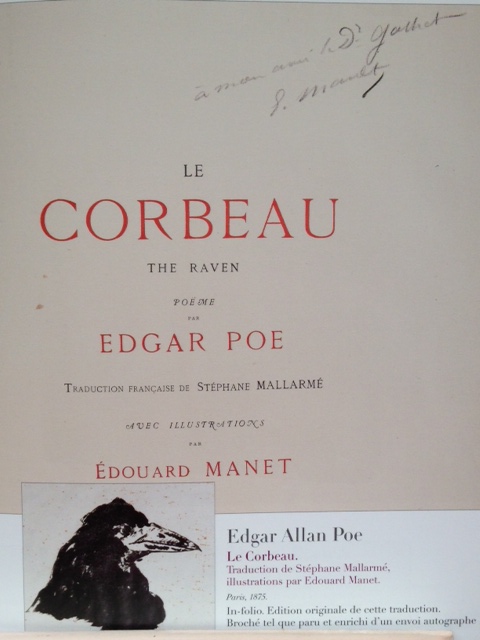 à mon ami le Dr Gachet
E. Manet
LE
CORBEAU
THE RAVEN
POËME
PAR
EDGAR POE
TRADUCTION FRANÇAISE DE STÉPHANE MALLARMÉ
AVEC ILLUSTRATIONS
PAR
ÉDOUARD MANET
Edgar Allan Poe
Le Corbeau.
Traduction de Stéphane Mallarmé,
illustrations par Edouard Manet.
Paris, 1875.
In-folio. Edition originale de cette traduction.
Broché tel que paru et enrichi d'un envoi autographe